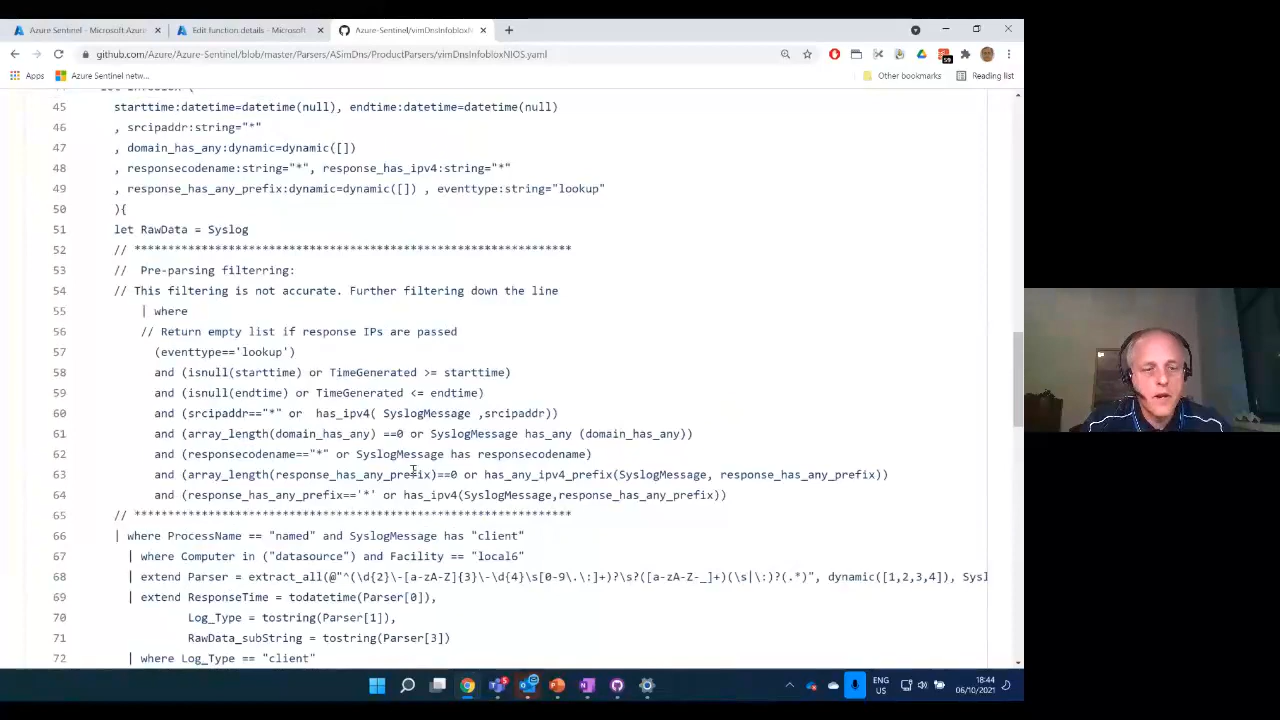 Azure Sentinel - Microsoft Azure
Edit function details - Microsoft
Azure-Sentinel/vimDnsInfoblox
github.com/Azure/Azure-Sentinel/blob/master/Parsers/ASimDns/ProductParsers/vimDnsInfobloxNIOS.yaml
59
Apps
Azure Sentinel netw...
Other bookmarks
Reading list
45 starttime:datetime=datetime(null), endtime:datetime=datetime(null)
46 , srcipaddr:string="*"
47 , domain_has_any:dynamic=dynamic([])
48 , responsecodename:string="*", response_has_ipv4:string="*"
49 , response_has_any_prefix:dynamic=dynamic([]) , eventtype:string="lookup"
50 ){
51 let RawData = Syslog
52 // *****************************************************************
53 // Pre-parsing filterring:
54 // This filtering is not accurate. Further filtering down the line
55 | where
56 // Return empty list if response IPs are passed
57 (eventtype=='lookup')
58 and (isnull(starttime) or TimeGenerated >= starttime)
59 and (isnull(endtime) or TimeGenerated <= endtime)
60 and (srcipaddr=="*" or has_ipv4( SyslogMessage ,srcipaddr))
61 and (array_length(domain_has_any) ==0 or SyslogMessage has_any (domain_has_any))
62 and (responsecodename=="*" or SyslogMessage has responsecodename)
63 and (array_length(response_has_any_prefix)==0 or has_any_ipv4_prefix(SyslogMessage, response_has_any_prefix))
64 and (response_has_any_prefix=='*' or has_ipv4(SyslogMessage,response_has_any_prefix))
65 // *****************************************************************
66 | where ProcessName == "named" and SyslogMessage has "client"
67 | where Computer in ("datasource") and Facility == "local6"
68 | extend Parser = extract_all(@"^(\d{2}\-[a-zA-Z]{3}\-\d{4}\s[0-9\.\:]+)?\s?([a-zA-Z-_]+)(\s|\:)?(.*)", dynamic([1,2,3,4]), Sysl
69 | extend ResponseTime = todatetime(Parser[0]),
70 Log_Type = tostring(Parser[1]),
71 RawData_subString = tostring(Parser[3])
72 | where Log_Type == "client"
ENG
US
18:44
06/10/2021